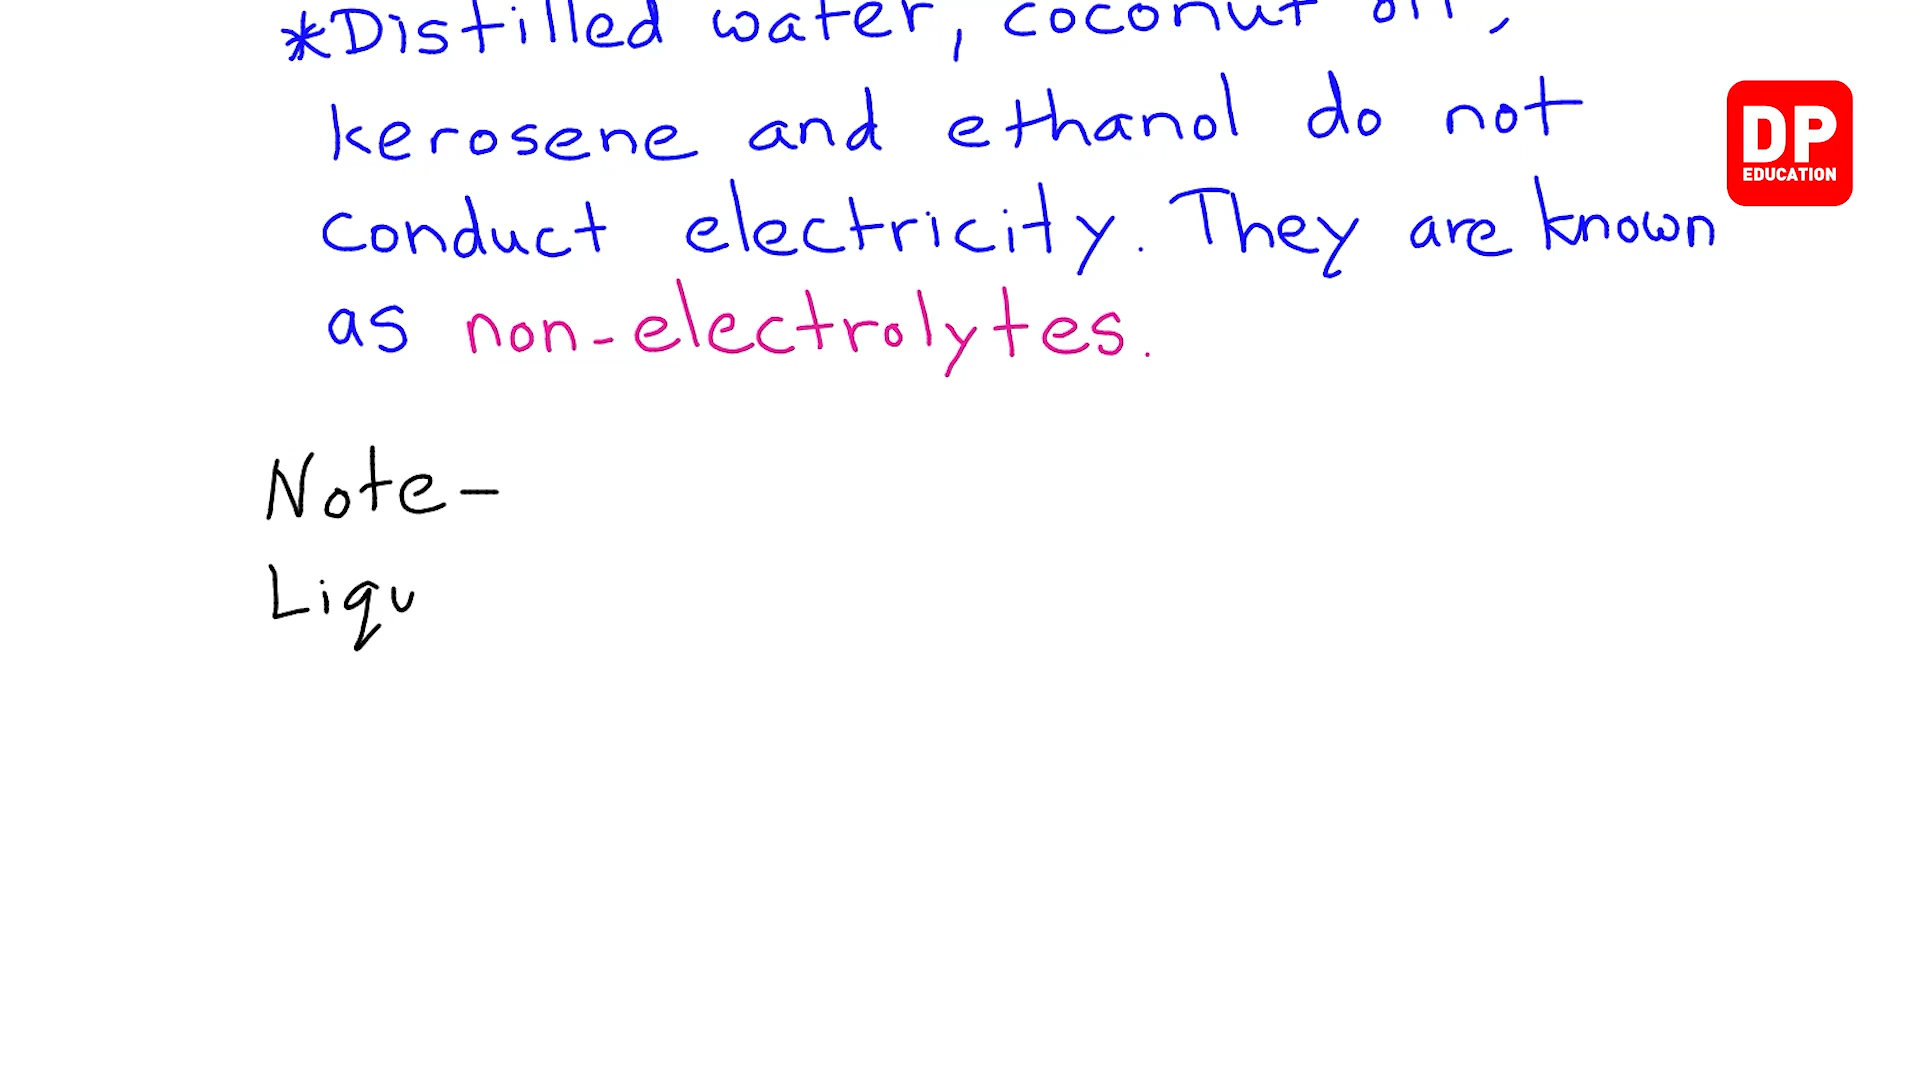 *Distilled water, coconut oil,
kerosene and ethanol do not
conduct electricity. They are known
as non-electrolytes.
Note-
Liqu
DP
EDUCATION